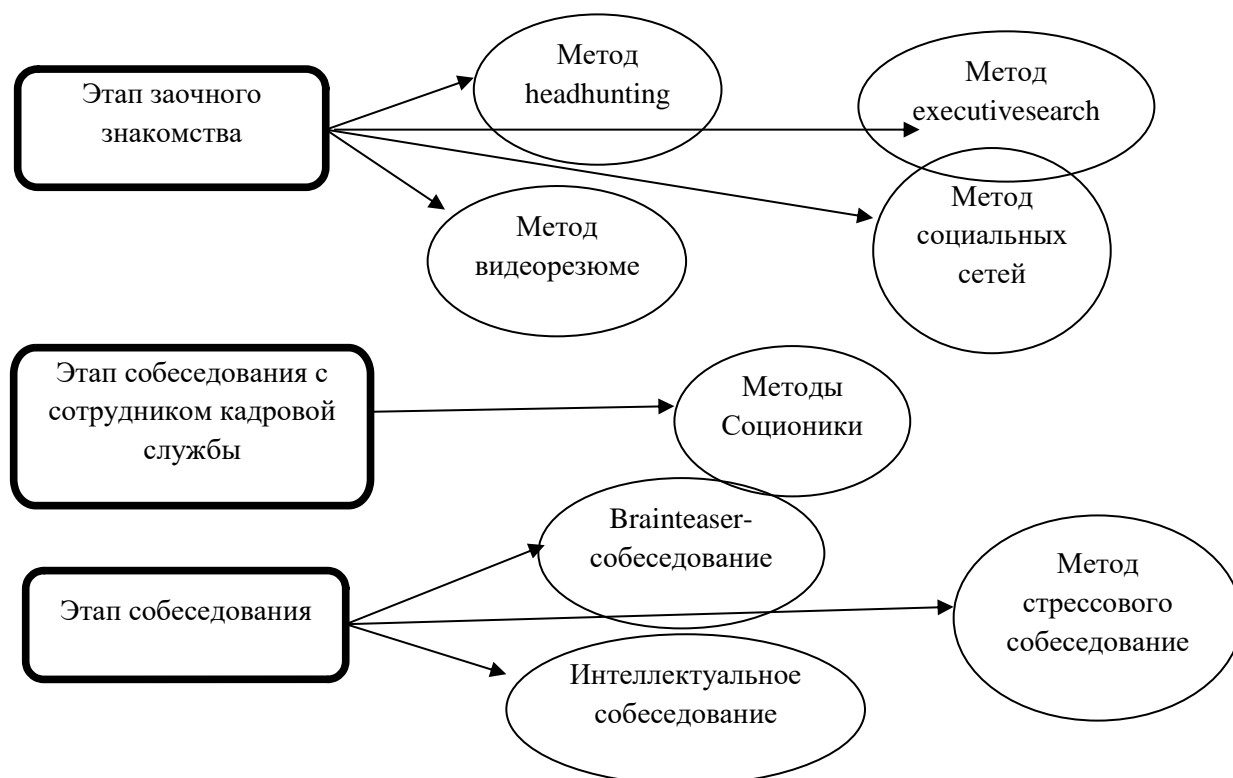 Этап заочного
знакомства
Метод
headhunting
Метод
executivesearch
Метод
видеорезюме
Метод
социальных
сетей
Этап собеседования с
сотрудником кадровой
службы
Методы
Соционики
Этап собеседования
Brainteaser-
собеседование
Метод
стрессового
собеседование
Интеллектуальное
собеседование